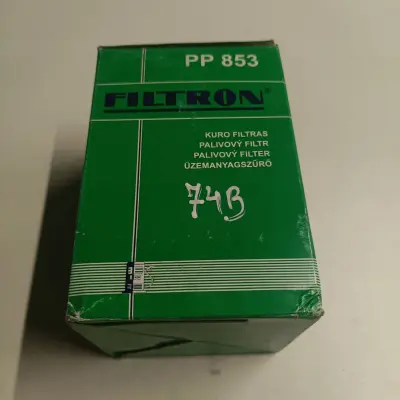 PP 853
FILTRON®
KURO FILTRAS
PALIVOVÝ FILTR
PALIVOVÝ FILTER
ÜZEMANYAGSZŰRŐ
74B